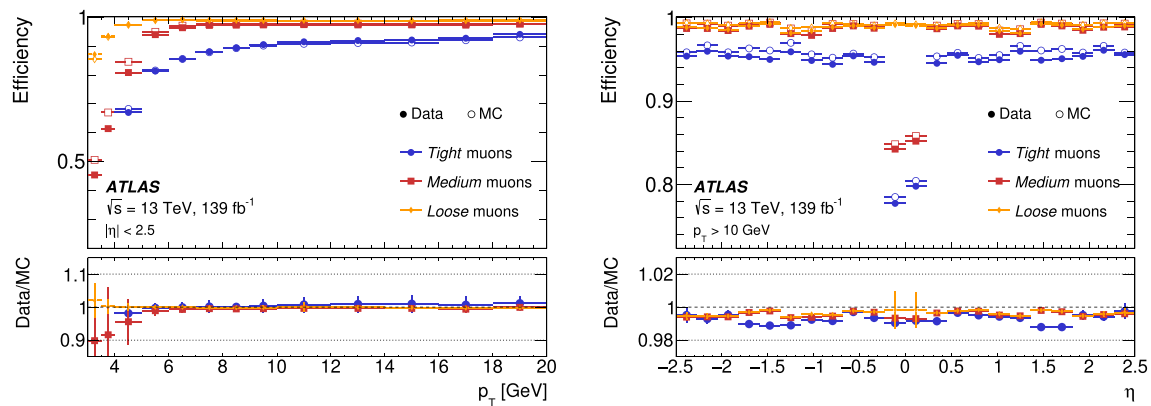 Efficiency
1
0.5
Data MC
Tight muons
Medium muons
Loose muons
ATLAS
√s = 13 TeV, 139 fb⁻¹
|η| < 2.5
Data/MC
1.1
1
0.9
4 6 8 10 12 14 16 18 20
p_T [GeV]
Efficiency
1
0.9
0.8
Data MC
Tight muons
Medium muons
Loose muons
ATLAS
√s = 13 TeV, 139 fb⁻¹
p_T > 10 GeV
Data/MC
1.02
1
0.98
−2.5 −2 −1.5 −1 −0.5 0 0.5 1 1.5 2 2.5
η